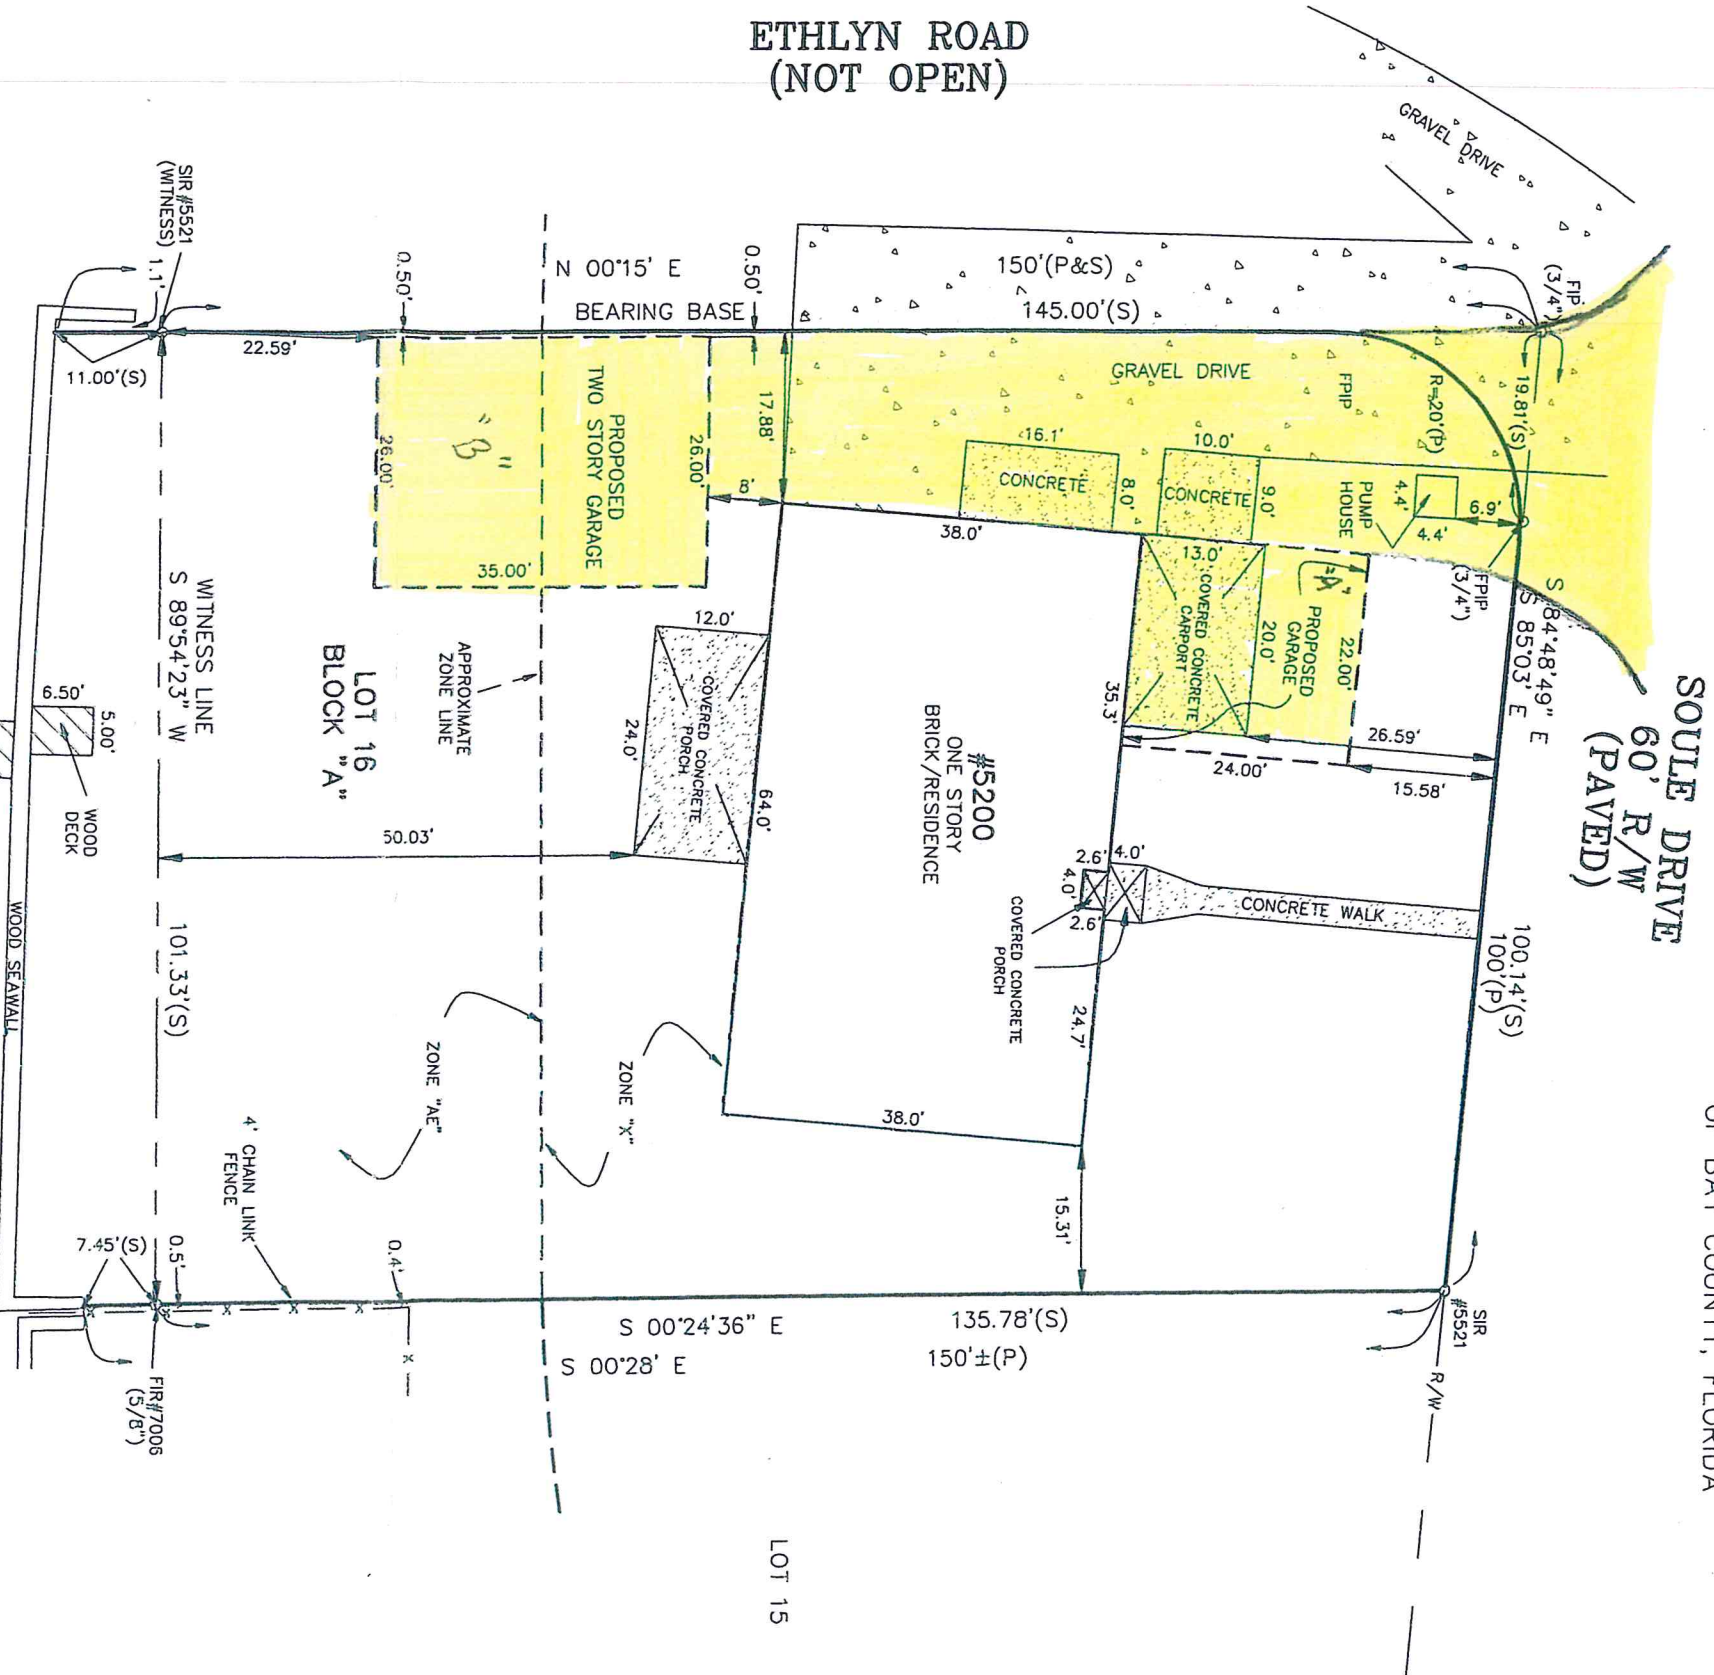 ETHLYN ROAD
(NOT OPEN)
GRAVEL DRIVE
SOULE DRIVE
60' R/W
(PAVED)
SIR #5521
(WITNESS)
1.1'
0.50'
N 00°15' E
BEARING BASE
0.50'
150'(P&S)
145.00'(S)
FIP
(3/4")
22.59'
11.00'(S)
26.00'
PROPOSED
TWO STORY GARAGE
"B"
26.00'
35.00'
17.88'
8'
GRAVEL DRIVE
FPIP
R=20'(P)
19.81'(S)
16.1'
CONCRETE
8.0'
10.0'
CONCRETE
9.0'
PUMP
HOUSE
4.4'
4.4'
6.9'
FPIP
(3/4")
S 84°48'49" E
S 85°03' E
38.0'
13.0'
COVERED CONCRETE
CARPORT
20.0'
"A"
PROPOSED
GARAGE
22.00'
35.3'
24.00'
26.59'
15.58'
WITNESS LINE
S 89°54'23" W
LOT 16
BLOCK "A"
APPROXIMATE
ZONE LINE
12.0'
COVERED CONCRETE
PORCH
24.0'
64.0'
#5200
ONE STORY
BRICK/RESIDENCE
6.50'
5.00'
WOOD
DECK
50.03'
2.6'
4.0'
4.0'
2.6'
COVERED CONCRETE
PORCH
CONCRETE WALK
100.14'(S)
100'(P)
WOOD SEAWALL
101.33'(S)
24.7'
ZONE "AE"
ZONE "X"
38.0'
15.31'
4' CHAIN LINK
FENCE
7.45'(S)
0.5'
0.4'
S 00°24'36" E
S 00°28' E
135.78'(S)
150'±(P)
SIR
#5521
R/W
FIR#7006
(5/8")
LOT 15
OF BAY COUNTY, FLORIDA